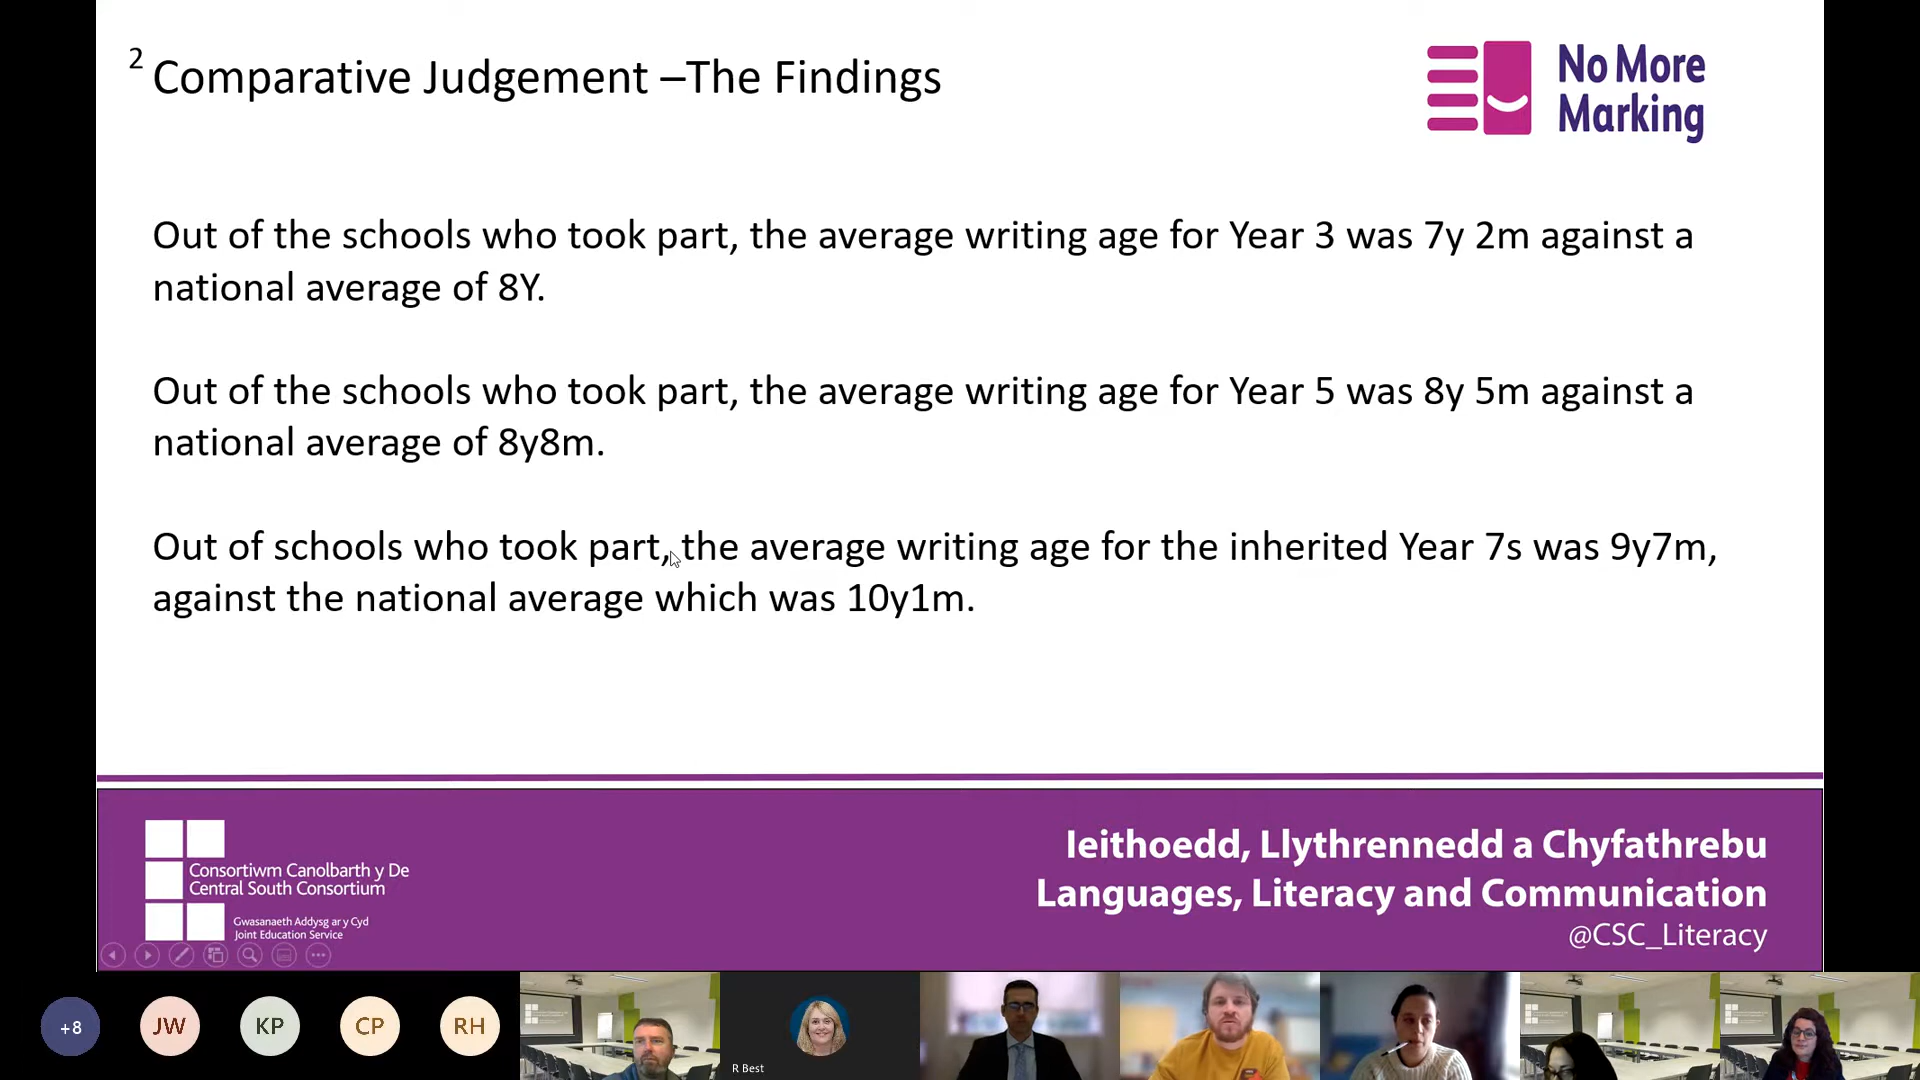 2
Comparative Judgement –The Findings
No More
Marking
Out of the schools who took part, the average writing age for Year 3 was 7y 2m against a
national average of 8Y.
Out of the schools who took part, the average writing age for Year 5 was 8y 5m against a
national average of 8y8m.
Out of schools who took part, the average writing age for the inherited Year 7s was 9y7m,
against the national average which was 10y1m.
Consortiwm Canolbarth y De
Central South Consortium
Gwasanaeth Addysg ar y Cyd
Joint Education Service
Ieithoedd, Llythrennedd a Chyfathrebu
Languages, Literacy and Communication
@CSC_Literacy
+8
JW
KP
CP
RH
R Best